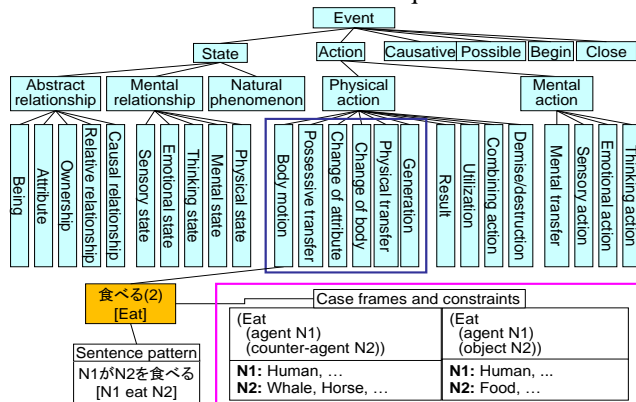 Event
State
Action
Causative
Possible
Begin
Close
Abstract
relationship
Mental
relationship
Natural
phenomenon
Physical
action
Mental
action
Being
Attribute
Ownership
Relative relationship
Causal relationship
Sensory state
Emotional state
Thinking state
Mental state
Physical state
Body motion
Possessive transfer
Change of attribute
Change of body
Physical transfer
Generation
Result
Utilization
Combining action
Demise/destruction
Mental transfer
Sensory action
Emotional action
Thinking action
食べる(2)
[Eat]
Sentence pattern
N1がN2を食べる
[N1 eat N2]
Case frames and constraints
(Eat
(agent N1)
(counter-agent N2))
N1: Human, …
N2: Whale, Horse, …
(Eat
(agent N1)
(object N2))
N1: Human, ...
N2: Food, …